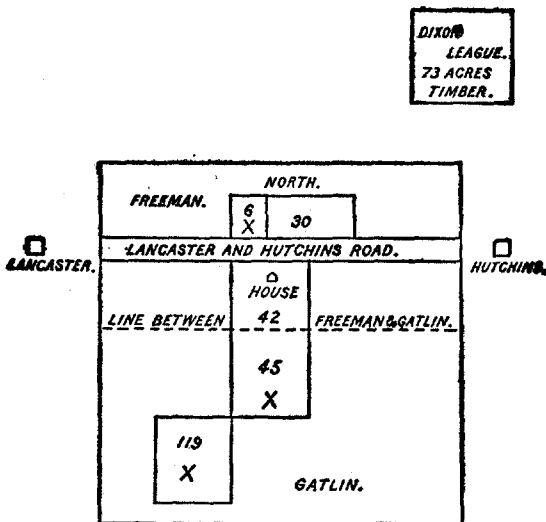 DIXON
LEAGUE.
73 ACRES
TIMBER.
NORTH.
FREEMAN.
6
X
30
LANCASTER.
LANCASTER AND HUTCHINS ROAD.
HUTCHINS.
HOUSE
42
LINE BETWEEN FREEMAN & GATLIN.
45
X
119
X
GATLIN.